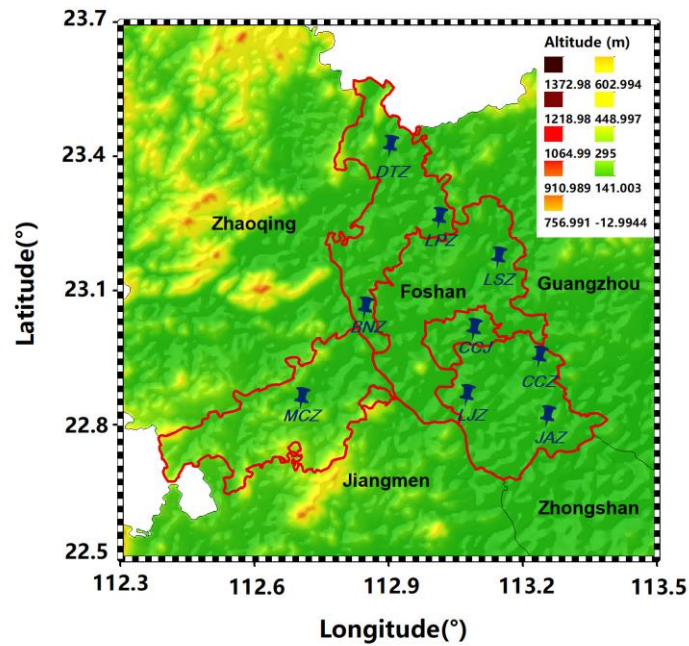 23.7
Altitude (m)
1372.98 602.994
1218.98 448.997
1064.99 295
910.989 141.003
756.991 -12.9944
23.4
DTZ
LPZ
Zhaoqing
LSZ
Guangzhou
Foshan
23.1
BNZ
CGJ
CCZ
MCZ
LJZ
JAZ
22.8
Jiangmen
Zhongshan
22.5
112.3 112.6 112.9 113.2 113.5
Latitude(°)
Longitude(°)